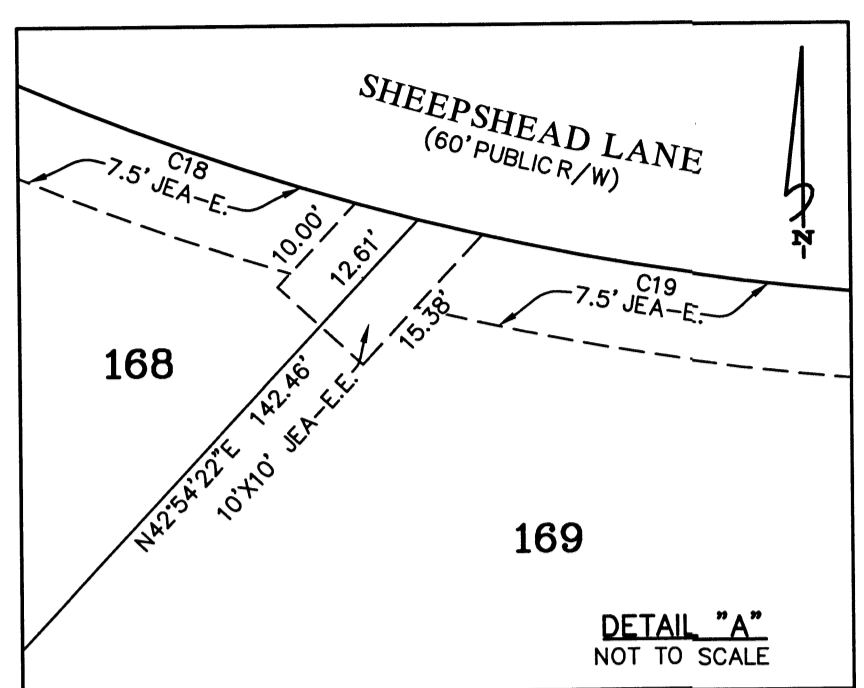 SHEEPSHEAD LANE
(60' PUBLIC R/W)
C18
7.5' JEA-E.
10.00'
12.61'
N
C19
7.5' JEA-E.
15.38'
168
N42°54'22"E 142.46'
10'X10' JEA-E.E.
169
DETAIL "A"
NOT TO SCALE